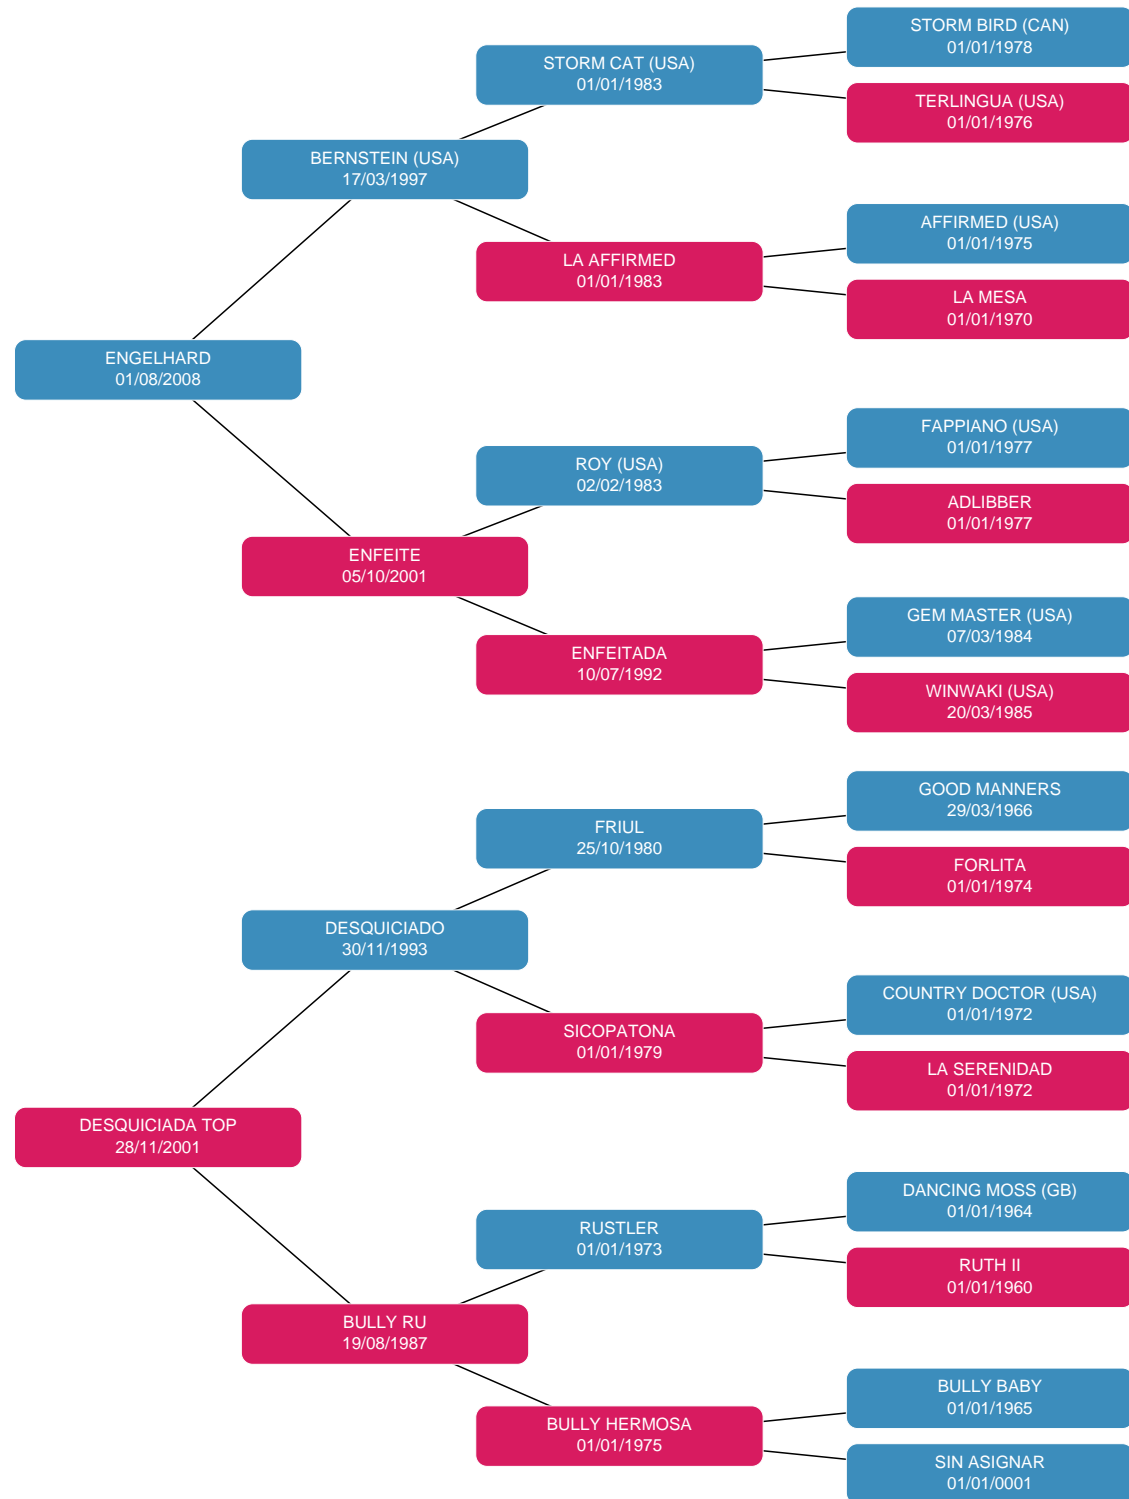 STORM BIRD (CAN)
01/01/1978
STORM CAT (USA)
01/01/1983
TERLINGUA (USA)
01/01/1976
BERNSTEIN (USA)
17/03/1997
AFFIRMED (USA)
01/01/1975
LA AFFIRMED
01/01/1983
LA MESA
01/01/1970
ENGELHARD
01/08/2008
FAPPIANO (USA)
01/01/1977
ROY (USA)
02/02/1983
ADLIBBER
01/01/1977
ENFEITE
05/10/2001
GEM MASTER (USA)
07/03/1984
ENFEITADA
10/07/1992
WINWAKI (USA)
20/03/1985
GOOD MANNERS
29/03/1966
FRIUL
25/10/1980
FORLITA
01/01/1974
DESQUICIADO
30/11/1993
COUNTRY DOCTOR (USA)
01/01/1972
SICOPATONA
01/01/1979
LA SERENIDAD
01/01/1972
DESQUICIADA TOP
28/11/2001
DANCING MOSS (GB)
01/01/1964
RUSTLER
01/01/1973
RUTH II
01/01/1960
BULLY RU
19/08/1987
BULLY BABY
01/01/1965
BULLY HERMOSA
01/01/1975
SIN ASIGNAR
01/01/0001